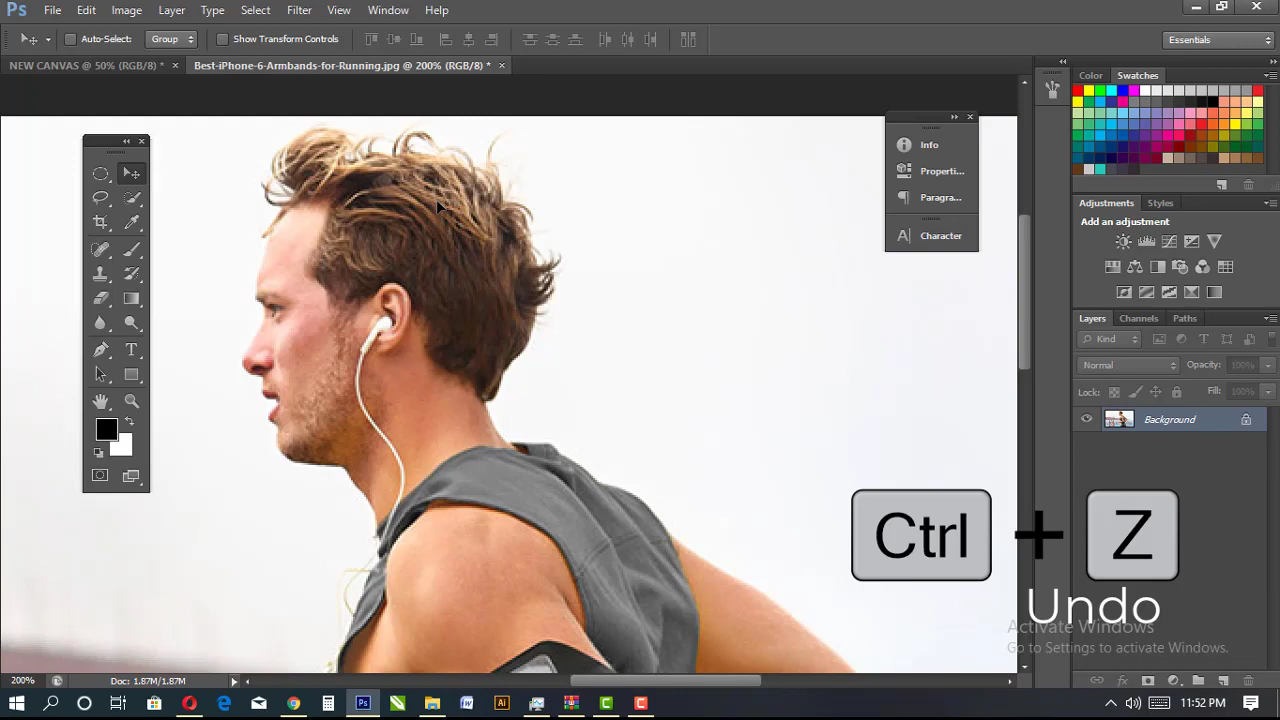 Ps File Edit Image Layer Type Select Filter View Window Help
Auto-Select: Group Show Transform Controls Essentials
NEW CANVAS @ 50% (RGB/8) * × Best-iPhone-6-Armbands-for-Running.jpg @ 200% (RGB/8) * ×
Color Swatches
Info
Properti...
Paragra...
A| Character
Adjustments Styles
Add an adjustment
Layers Channels Paths
Kind
Normal Opacity: 100%
Lock: Fill: 100%
Background
Ctrl + Z
Undo
Activate Windows
Go to Settings to activate Windows.
200% Doc: 1.87M/1.87M
11:52 PM